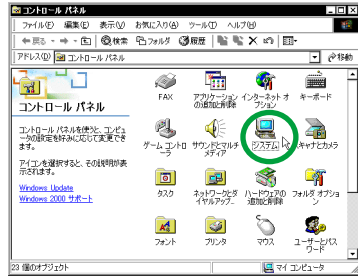 コントロール パネル
ファイル(F) 編集(E) 表示(V) お気に入り(A) ツール(T) ヘルプ(H)
戻る 検索 フォルダ 履歴
アドレス(D) コントロール パネル 移動
コントロール パネル
コントロール パネルを使うと、コンピュ
ータの設定を好みに応じて変更でき
ます。
アイコンを選択すると、その説明が表
示されます。
Windows Update
Windows 2000 サポート
FAX
アプリケーション
の追加と削除
インターネット オ
プション
キーボード
ゲーム コントロ
ーラ
サウンドとマルチ
メディア
システム
スキャナとカメラ
タスク
ネットワークとダ
イヤルアップ...
ハードウェアの
追加と削除
フォルダ オプショ
ン
フォント
プリンタ
マウス
ユーザーとパス
ワード
23 個のオブジェクト
マイ コンピュータ